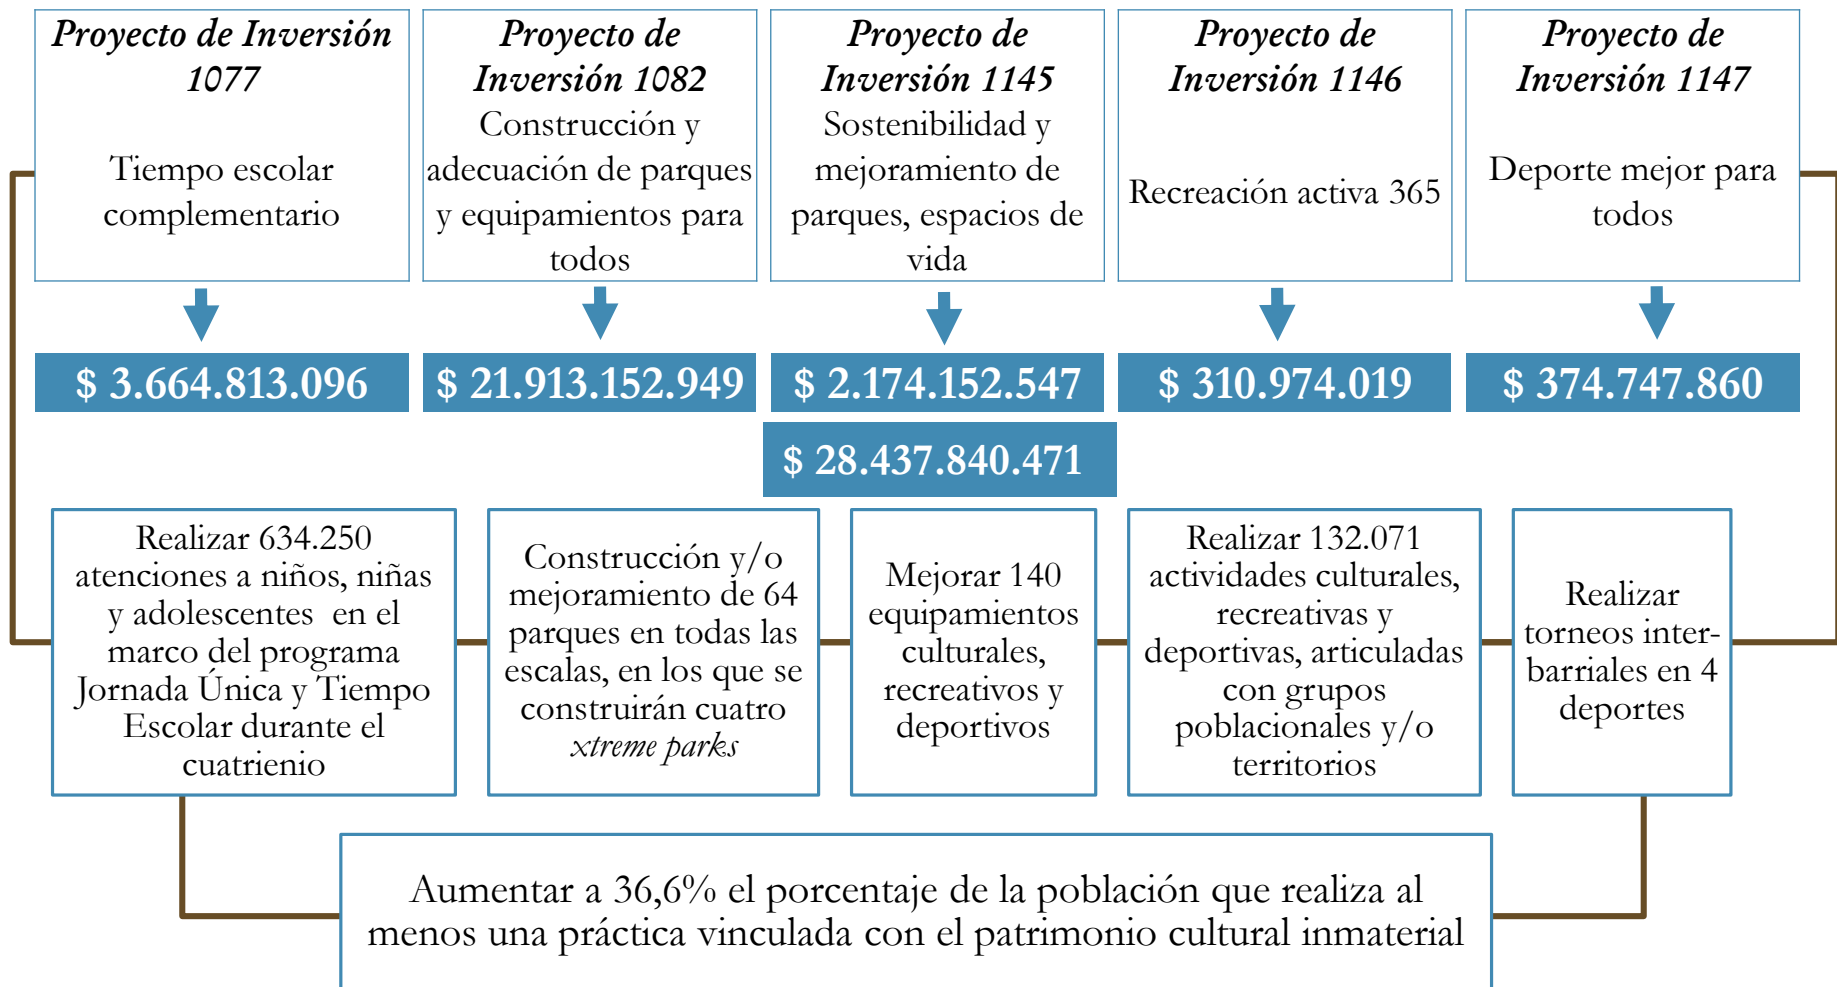 Proyecto de Inversión
1077
Tiempo escolar
complementario
Proyecto de
Inversión 1082
Construcción y
adecuación de parques
y equipamientos para
todos
Proyecto de
Inversión 1145
Sostenibilidad y
mejoramiento de
parques, espacios de
vida
Proyecto de
Inversión 1146
Recreación activa 365
Proyecto de
Inversión 1147
Deporte mejor para
todos
$ 3.664.813.096
$ 21.913.152.949
$ 2.174.152.547
$ 310.974.019
$ 374.747.860
$ 28.437.840.471
Realizar 634.250
atenciones a niños, niñas
y adolescentes en el
marco del programa
Jornada Única y Tiempo
Escolar durante el
cuatrienio
Construcción y/o
mejoramiento de 64
parques en todas las
escalas, en los que se
construirán cuatro
xtreme parks
Mejorar 140
equipamientos
culturales,
recreativos y
deportivos
Realizar 132.071
actividades culturales,
recreativas y
deportivas, articuladas
con grupos
poblacionales y/o
territorios
Realizar
torneos inter-
barriales en 4
deportes
Aumentar a 36,6% el porcentaje de la población que realiza al
menos una práctica vinculada con el patrimonio cultural inmaterial